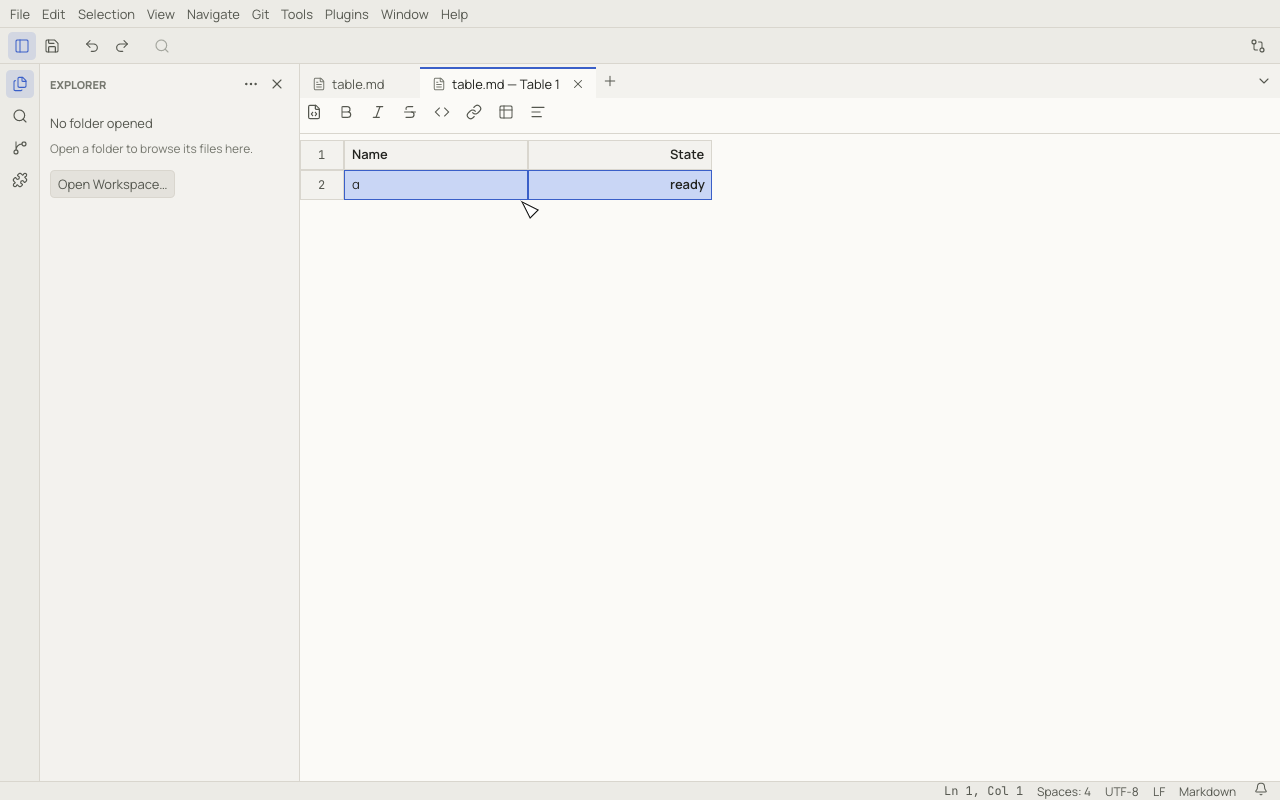 File Edit Selection View Navigate Git Tools Plugins Window Help
EXPLORER
No folder opened
Open a folder to browse its files here.
Open Workspace...
table.md
table.md — Table 1
1 Name State
2 a ready
Ln 1, Col 1 Spaces: 4 UTF-8 LF Markdown